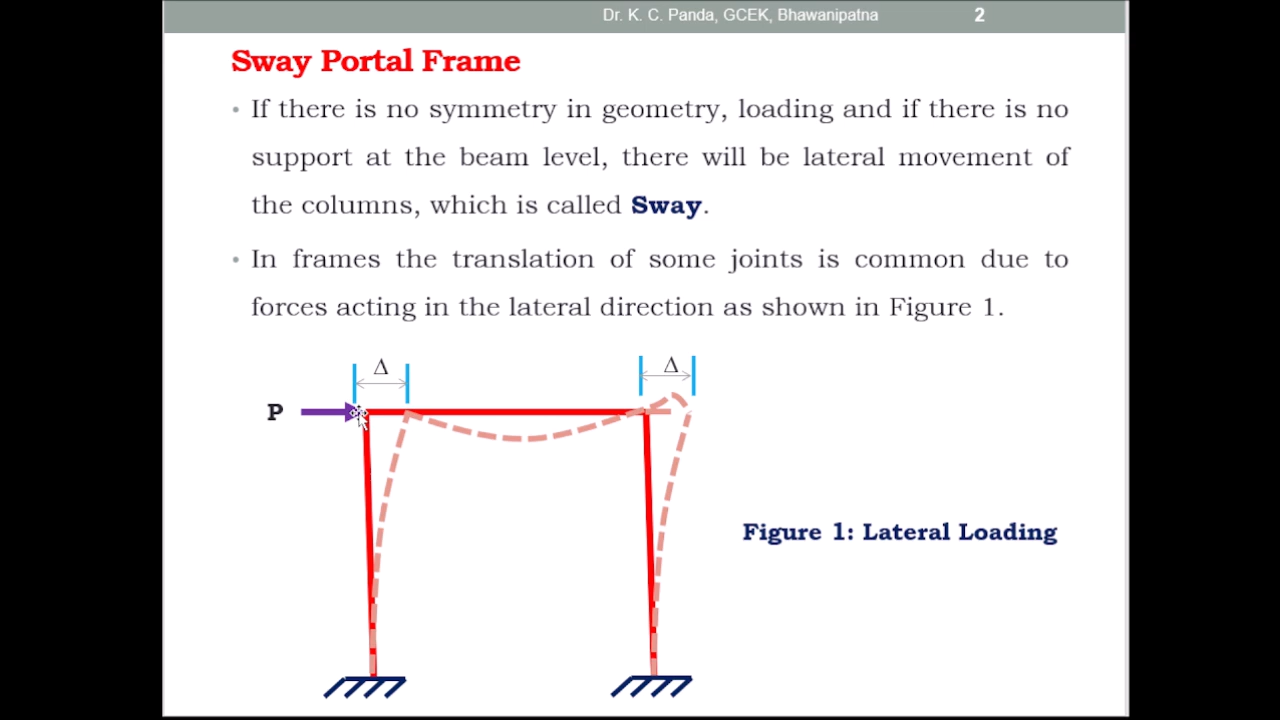 Dr. K. C. Panda, GCEK, Bhawanipatna 2
Sway Portal Frame
• If there is no symmetry in geometry, loading and if there is no
support at the beam level, there will be lateral movement of
the columns, which is called Sway.
• In frames the translation of some joints is common due to
forces acting in the lateral direction as shown in Figure 1.
Δ Δ
P
Figure 1: Lateral Loading